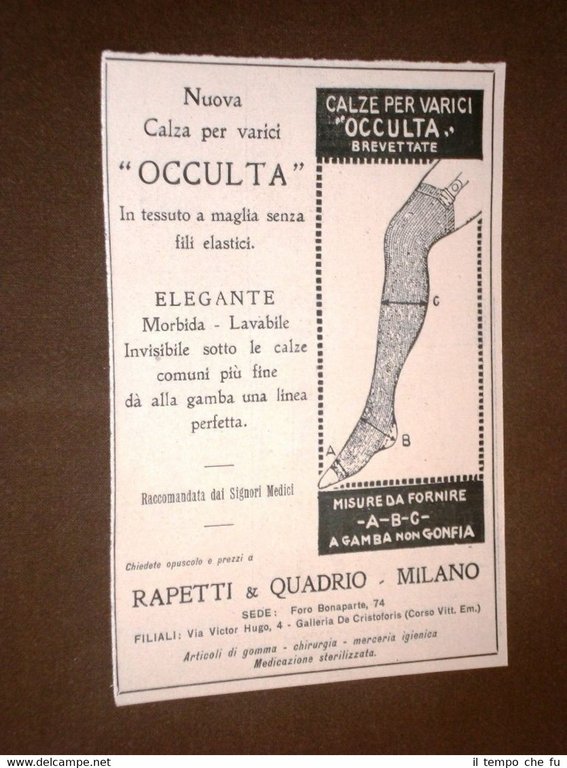 Nuova
Calza per varici
"OCCULTA"
In tessuto a maglia senza
fili elastici.
ELEGANTE
Morbida - Lavabile
Invisibile sotto le calze
comuni più fine
dà alla gamba una linea
perfetta.
Raccomandata dai Signori Medici
CALZE PER VARICI
"OCCULTA"
BREVETTATE
C
B
A
MISURE DA FORNIRE
-A-B-C-
A GAMBA NON GONFIA
Chiedete opuscolo e prezzi a
RAPETTI & QUADRIO - MILANO
SEDE: Foro Bonaparte, 74
FILIALI: Via Victor Hugo, 4 - Galleria De Cristoforis (Corso Vitt. Em.)
Articoli di gomma - chirurgia - merceria igienica
Medicazione sterilizzata.
www.maremagnum.com
il tempo che fu